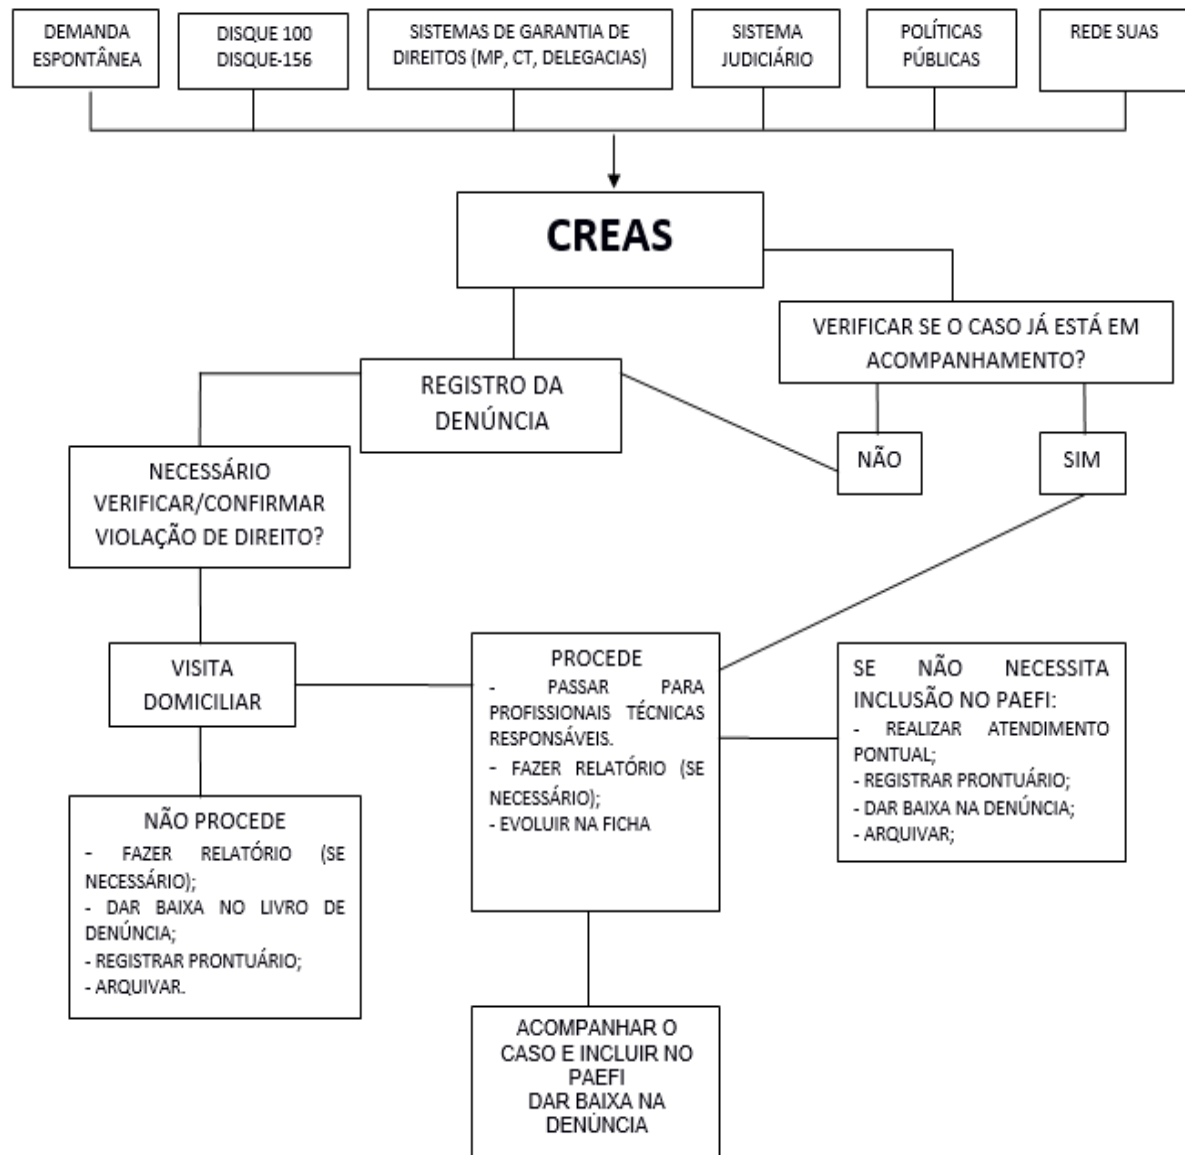 DEMANDA
ESPONTÂNEA
DISQUE 100
DISQUE-156
SISTEMAS DE GARANTIA DE
DIREITOS (MP, CT, DELEGACIAS)
SISTEMA
JUDICIÁRIO
POLÍTICAS
PÚBLICAS
REDE SUAS
CREAS
VERIFICAR SE O CASO JÁ ESTÁ EM
ACOMPANHAMENTO?
REGISTRO DA
DENÚNCIA
NÃO
SIM
NECESSÁRIO
VERIFICAR/CONFIRMAR
VIOLAÇÃO DE DIREITO?
VISITA
DOMICILIAR
PROCEDE
- PASSAR PARA
PROFISSIONAIS TÉCNICAS
RESPONSÁVEIS.
- FAZER RELATÓRIO (SE
NECESSÁRIO);
- EVOLUIR NA FICHA
SE NÃO NECESSITA
INCLUSÃO NO PAEFI:
- REALIZAR ATENDIMENTO
PONTUAL;
- REGISTRAR PRONTUÁRIO;
- DAR BAIXA NA DENÚNCIA;
- ARQUIVAR;
NÃO PROCEDE
- FAZER RELATÓRIO (SE
NECESSÁRIO);
- DAR BAIXA NO LIVRO DE
DENÚNCIA;
- REGISTRAR PRONTUÁRIO;
- ARQUIVAR.
ACOMPANHAR O
CASO E INCLUIR NO
PAEFI
DAR BAIXA NA
DENÚNCIA